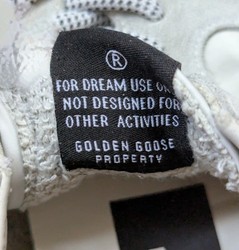 ®
FOR DREAM USE
NOT DESIGNED FOR
OTHER ACTIVITIES
GOLDEN GOOSE
PROPERTY